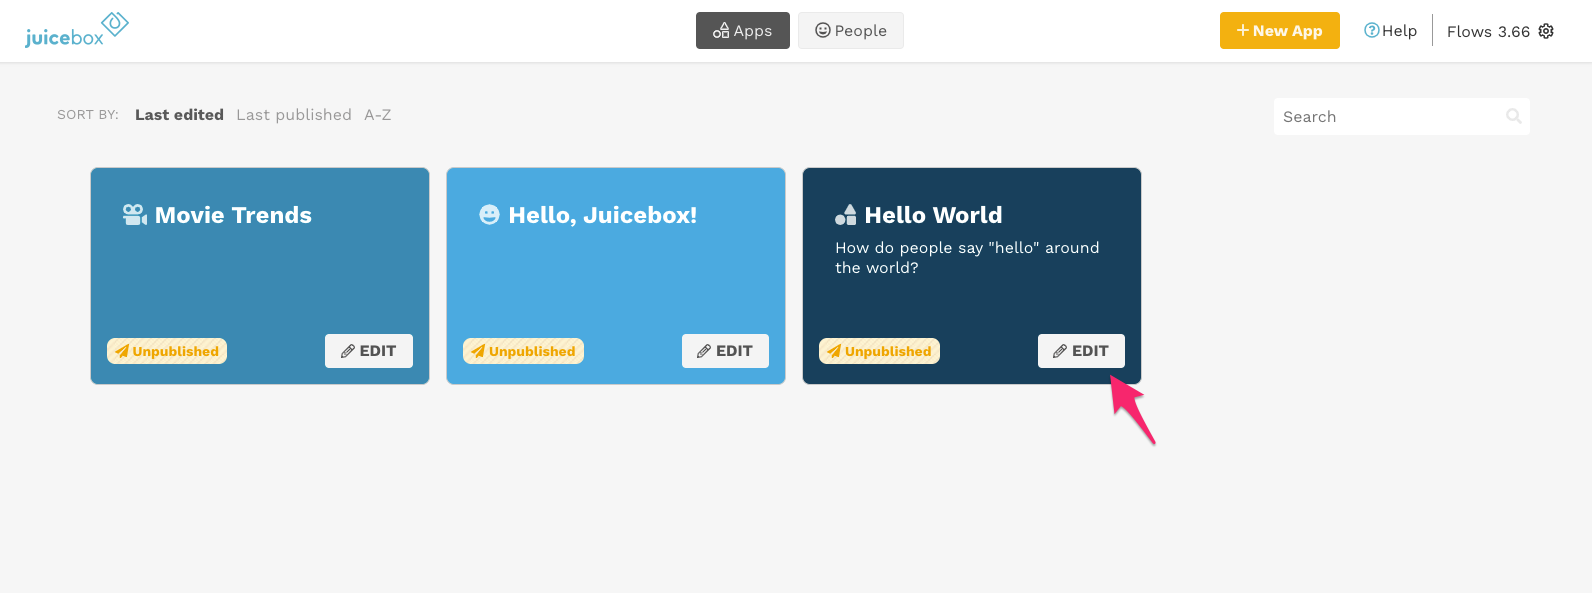 juicebox
Apps
People
New App
Help
Flows 3.66
SORT BY: Last edited Last published A-Z
Search
Movie Trends
Unpublished
EDIT
Hello, Juicebox!
Unpublished
EDIT
Hello World
How do people say "hello" around
the world?
Unpublished
EDIT